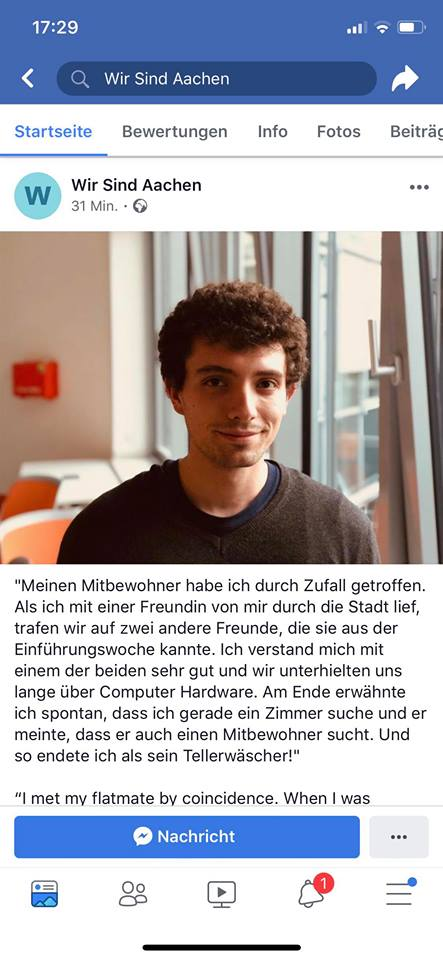 17:29
Wir Sind Aachen
Startseite Bewertungen Info Fotos Beiträg
W
Wir Sind Aachen
31 Min.
"Meinen Mitbewohner habe ich durch Zufall getroffen.
Als ich mit einer Freundin von mir durch die Stadt lief,
trafen wir auf zwei andere Freunde, die sie aus der
Einführungswoche kannte. Ich verstand mich mit
einem der beiden sehr gut und wir unterhielten uns
lange über Computer Hardware. Am Ende erwähnte
ich spontan, dass ich gerade ein Zimmer suche und er
meinte, dass er auch einen Mitbewohner sucht. Und
so endete ich als sein Tellerwäscher!"
“I met my flatmate by coincidence. When I was
Nachricht
1